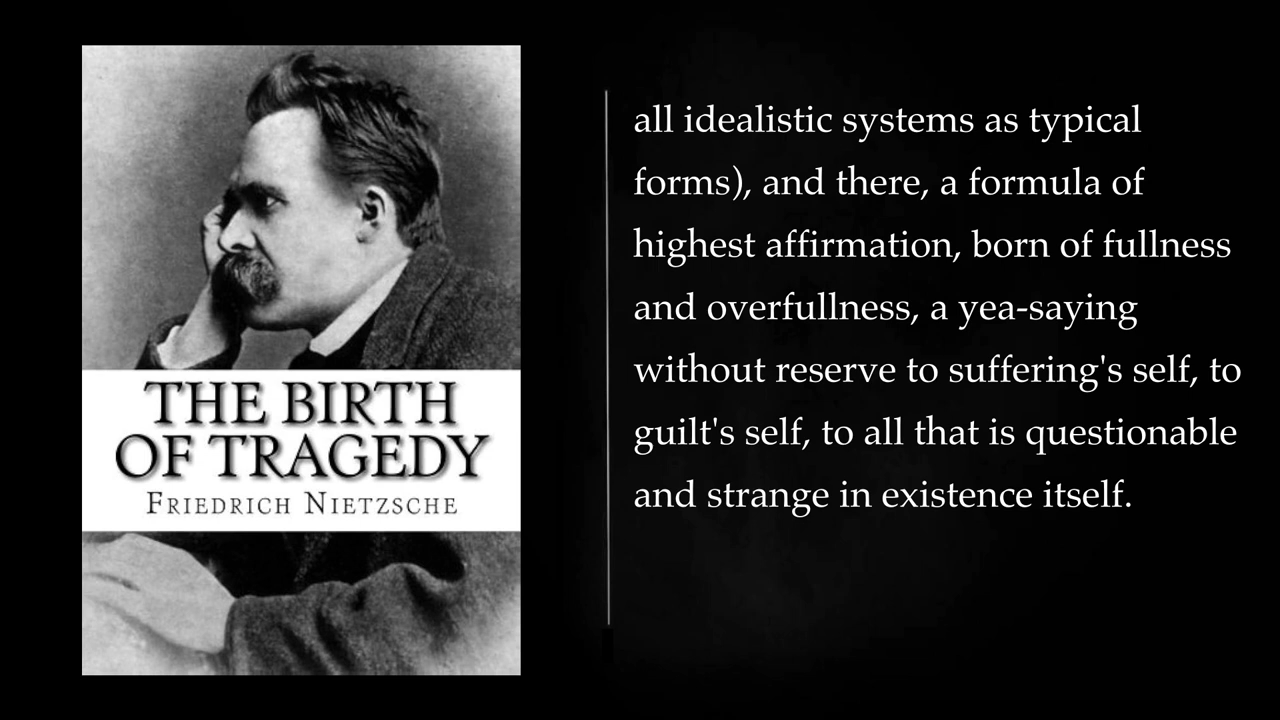 THE BIRTH
OF TRAGEDY
FRIEDRICH NIETZSCHE
all idealistic systems as typical
forms), and there, a formula of
highest affirmation, born of fullness
and overfullness, a yea-saying
without reserve to suffering's self, to
guilt's self, to all that is questionable
and strange in existence itself.